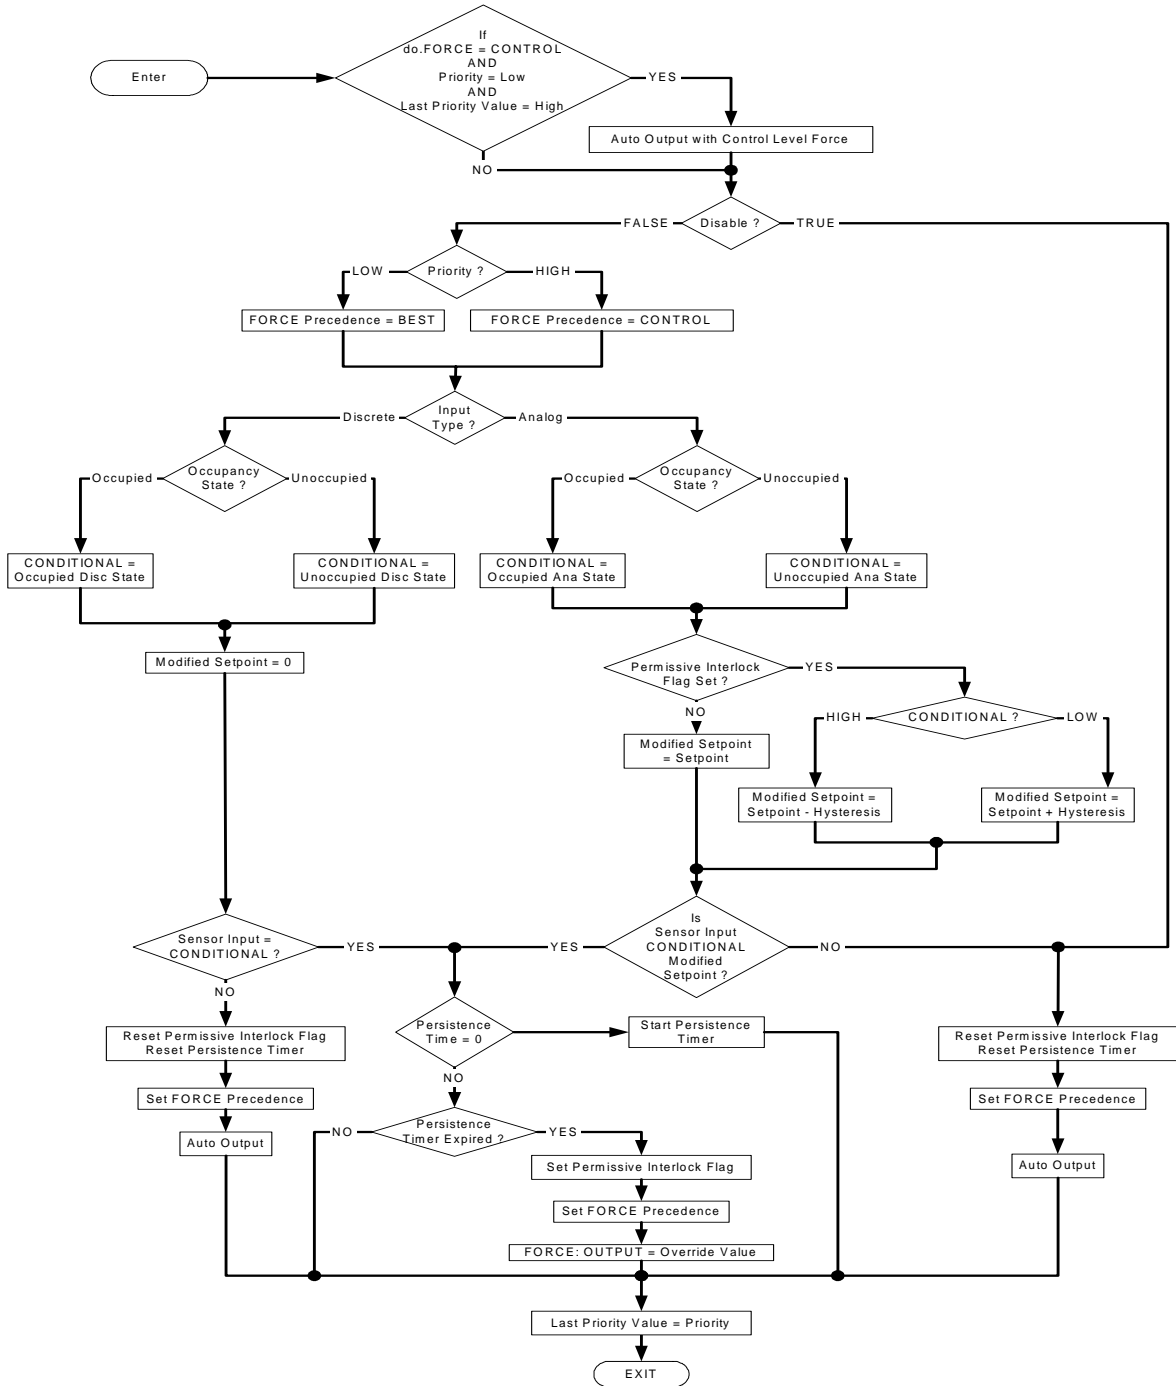 If
do.FORCE = CONTROL
AND
Priority = Low
AND
Last Priority Value = High
Enter
YES
Auto Output with Control Level Force
NO
FALSE
Disable ?
TRUE
LOW
Priority ?
HIGH
FORCE Precedence = BEST
FORCE Precedence = CONTROL
Discrete
Input
Type ?
Analog
Occupied
Occupancy
State ?
Unoccupied
Occupied
Occupancy
State ?
Unoccupied
CONDITIONAL =
Occupied Disc State
CONDITIONAL =
Unoccupied Disc State
CONDITIONAL =
Occupied Ana State
CONDITIONAL =
Unoccupied Ana State
Modified Setpoint = 0
Permissive Interlock
Flag Set ?
YES
NO
HIGH
CONDITIONAL ?
LOW
Modified Setpoint
= Setpoint
Modified Setpoint =
Setpoint - Hysteresis
Modified Setpoint =
Setpoint + Hysteresis
Sensor Input =
CONDITIONAL ?
YES
YES
Is
Sensor Input
CONDITIONAL
Modified
Setpoint ?
NO
NO
Reset Permissive Interlock Flag
Reset Persistence Timer
Persistence
Time = 0
Start Persistence
Timer
Reset Permissive Interlock Flag
Reset Persistence Timer
NO
Set FORCE Precedence
Set FORCE Precedence
Auto Output
NO
Persistence
Timer Expired ?
YES
Set Permissive Interlock Flag
Auto Output
Set FORCE Precedence
FORCE: OUTPUT = Override Value
Last Priority Value = Priority
EXIT